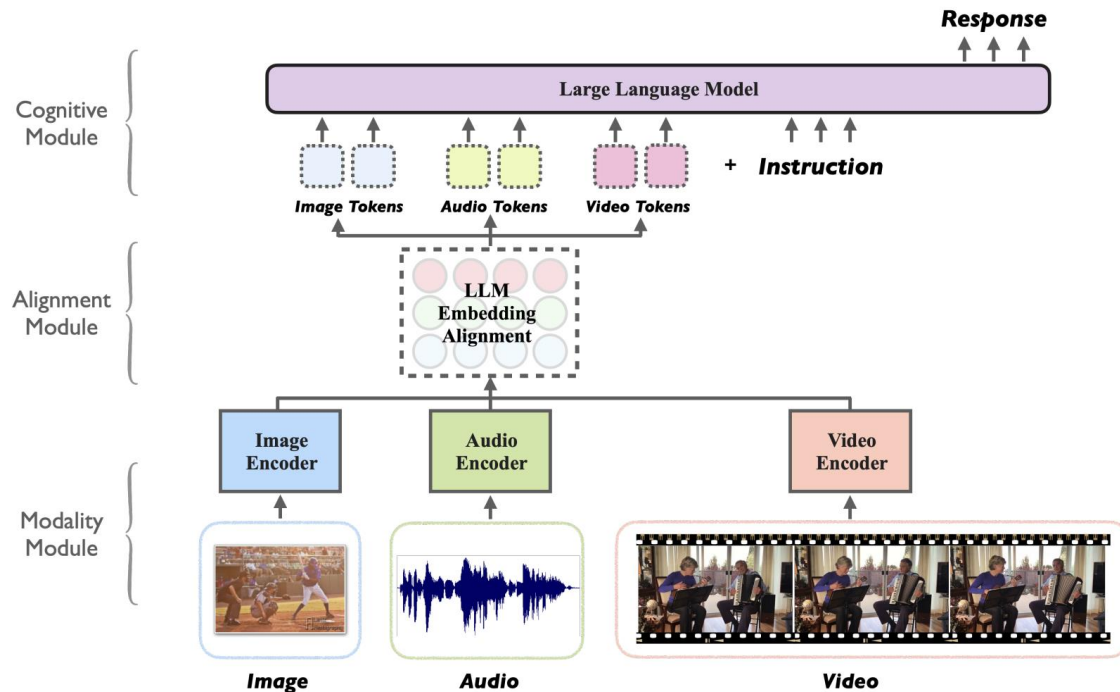 Response
Cognitive
Module
Large Language Model
+ Instruction
Image Tokens
Audio Tokens
Video Tokens
Alignment
Module
LLM
Embedding
Alignment
Image
Encoder
Audio
Encoder
Video
Encoder
Modality
Module
Image
Audio
Video